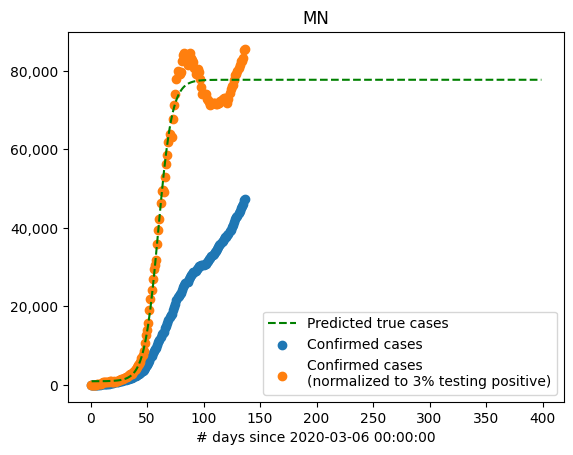 MN
80,000
60,000
40,000
20,000
0
Predicted true cases
Confirmed cases
Confirmed cases
(normalized to 3% testing positive)
0 50 100 150 200 250 300 350 400
# days since 2020-03-06 00:00:00